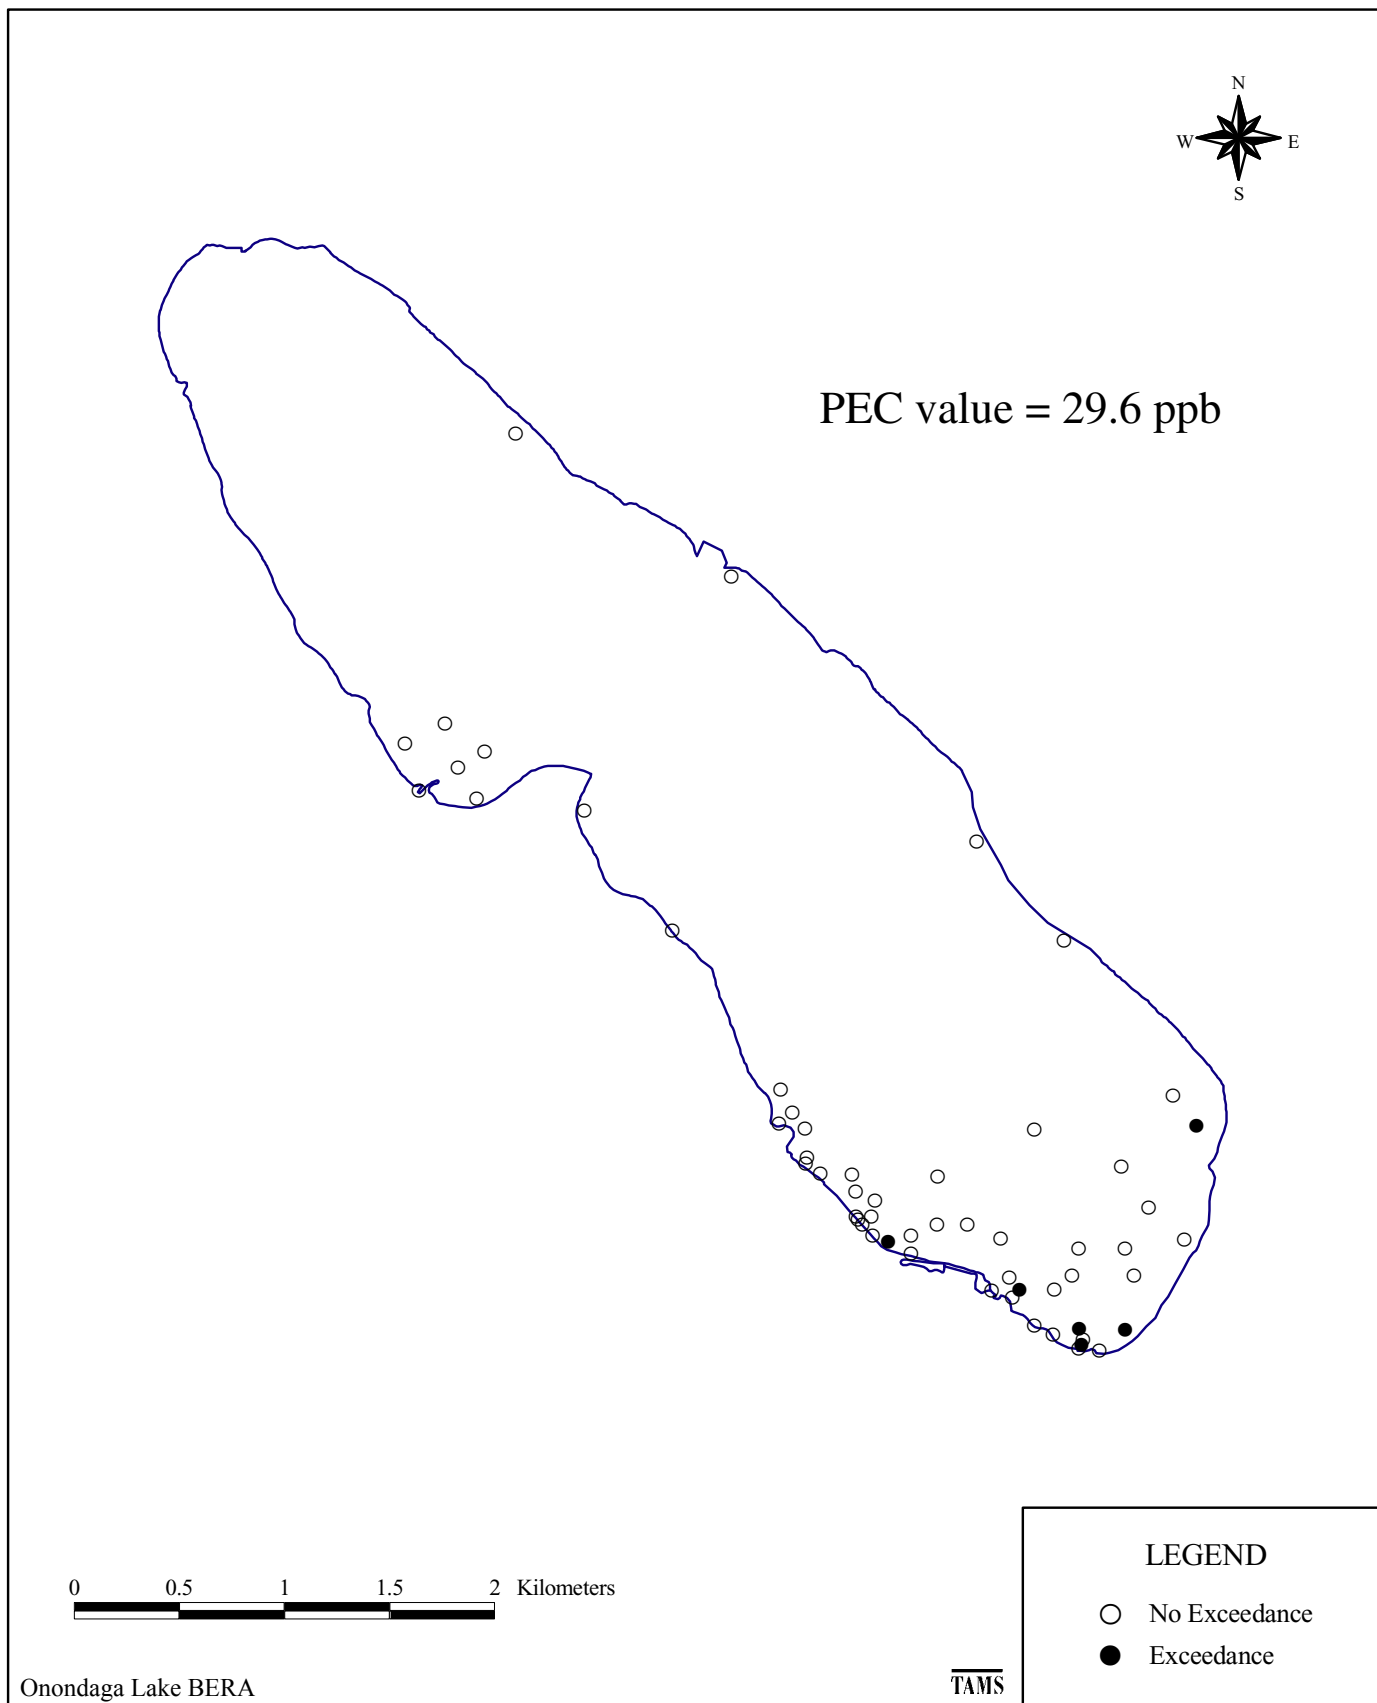 N
W E
S
PEC value = 29.6 ppb
0 0.5 1 1.5 2 Kilometers
LEGEND
No Exceedance
Exceedance
Onondaga Lake BERA
TAMS